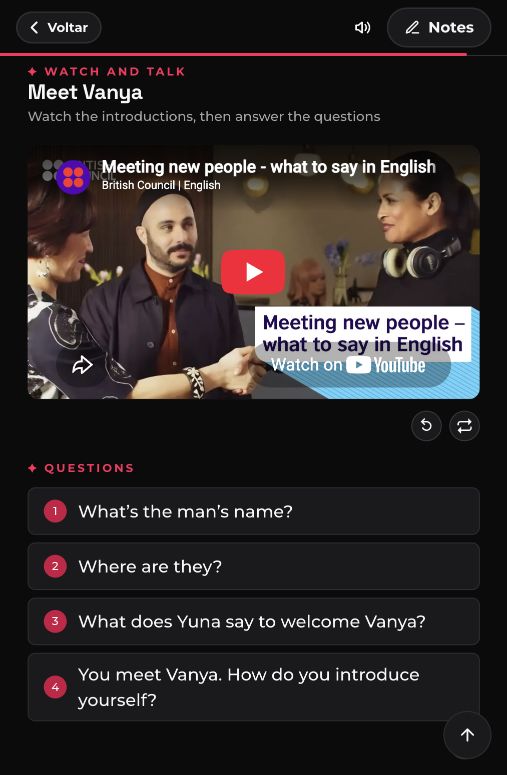 Voltar
Notes
WATCH AND TALK
Meet Vanya
Watch the introductions, then answer the questions
Meeting new people - what to say in English
British Council | English
Meeting new people –
what to say in English
Watch on YouTube
QUESTIONS
1 What's the man's name?
2 Where are they?
3 What does Yuna say to welcome Vanya?
4 You meet Vanya. How do you introduce
yourself?